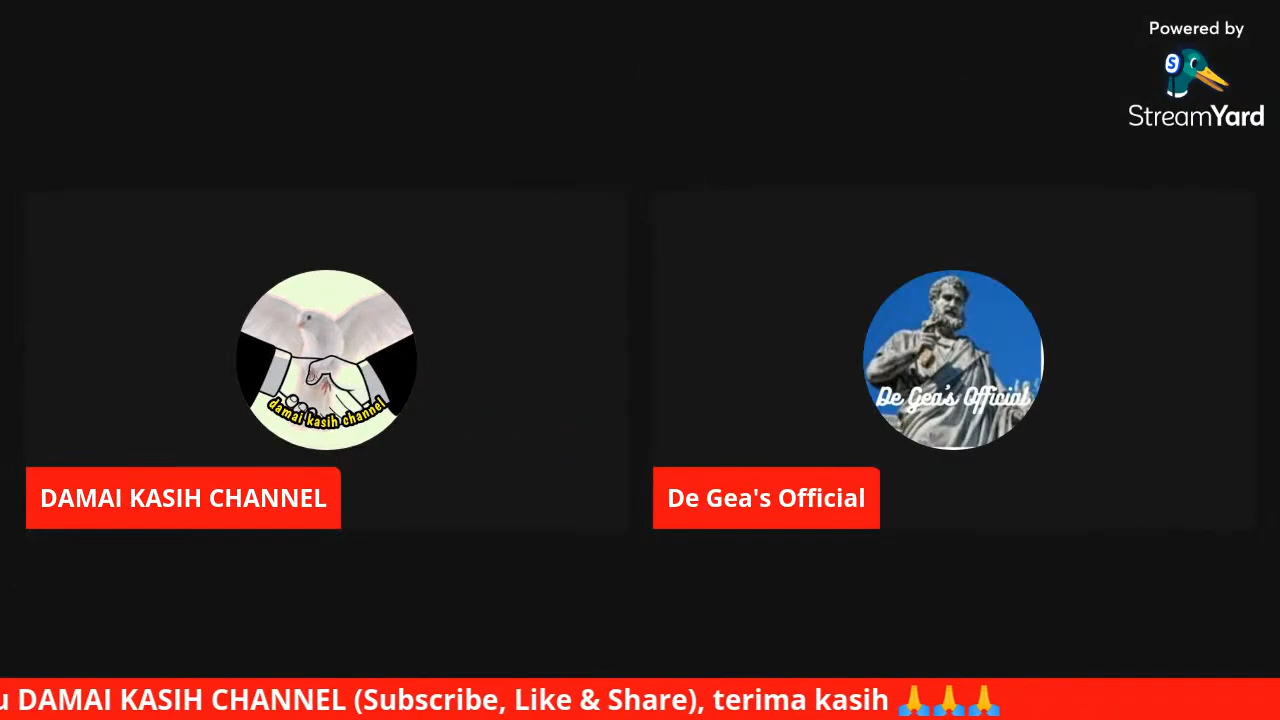 Powered by
S
StreamYard
damai kasih channel
De Gea's Official
DAMAI KASIH CHANNEL
De Gea's Official
u DAMAI KASIH CHANNEL (Subscribe, Like & Share), terima kasih 🙏🙏🙏